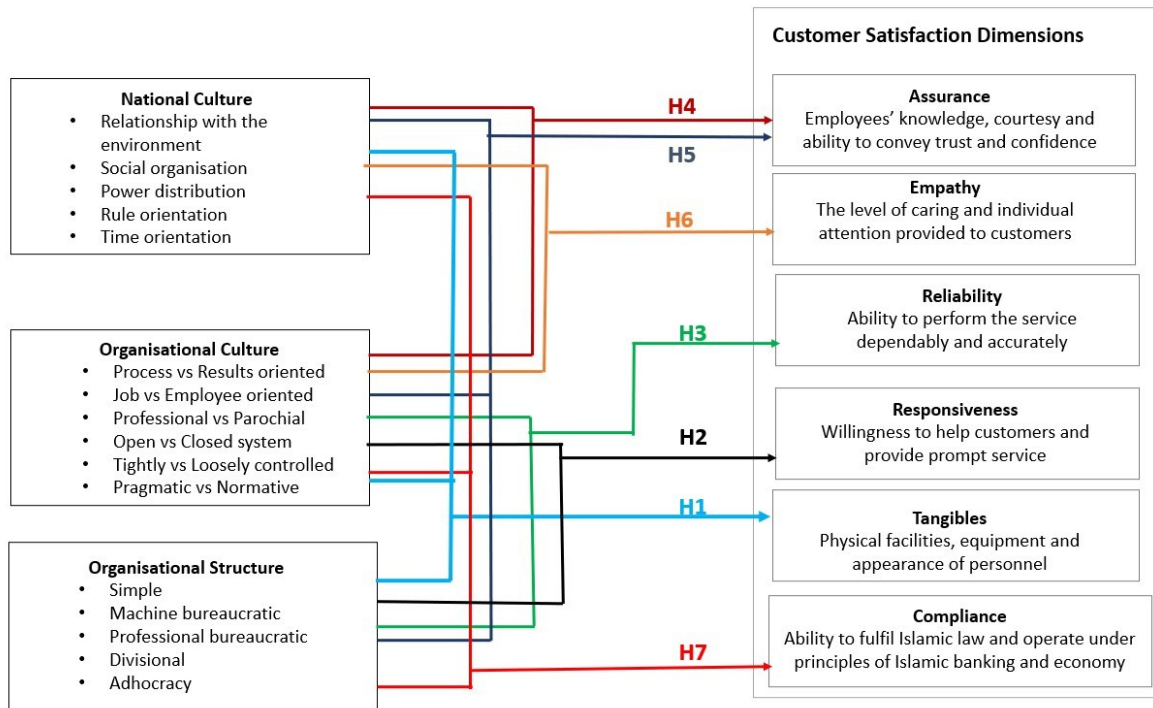 National Culture
• Relationship with the
environment
• Social organisation
• Power distribution
• Rule orientation
• Time orientation
Organisational Culture
• Process vs Results oriented
• Job vs Employee oriented
• Professional vs Parochial
• Open vs Closed system
• Tightly vs Loosely controlled
• Pragmatic vs Normative
Organisational Structure
• Simple
• Machine bureaucratic
• Professional bureaucratic
• Divisional
• Adhocracy
H4
H5
H6
H3
H2
H1
H7
Customer Satisfaction Dimensions
Assurance
Employees’ knowledge, courtesy and
ability to convey trust and confidence
Empathy
The level of caring and individual
attention provided to customers
Reliability
Ability to perform the service
dependably and accurately
Responsiveness
Willingness to help customers and
provide prompt service
Tangibles
Physical facilities, equipment and
appearance of personnel
Compliance
Ability to fulfil Islamic law and operate under
principles of Islamic banking and economy